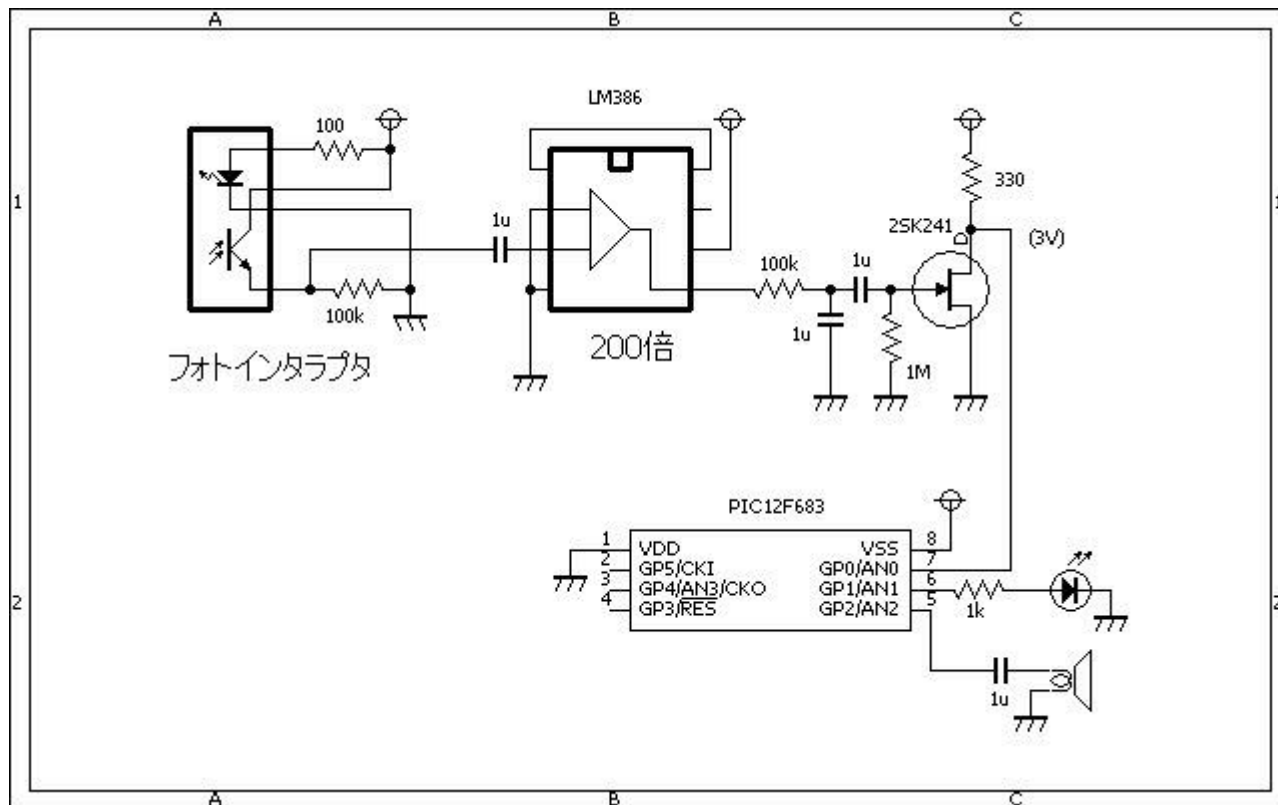 A B C
LM386
100
330
1
1
1u
2SK241
D
(3V)
100k
1u
100k
1u
1M
フォトインタラプタ
200倍
PIC12F683
1 VDD VSS 8
2 GP5/CKI GP0/AN0 7
3 GP4/AN3/CKO GP1/AN1 6
4 GP3/RES GP2/AN2 5
1k
2
2
1u
A B C